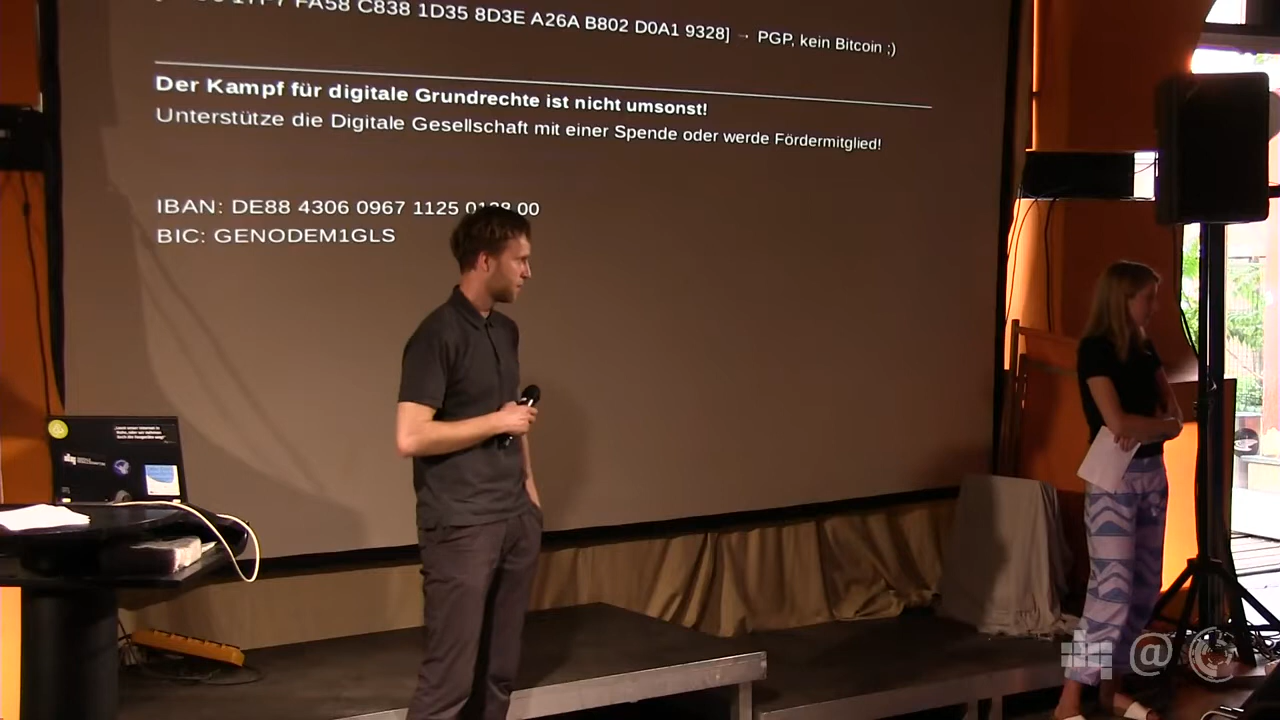 FA58 C838 1D35 8D3E A26A B802 D0A1 9328] → PGP, kein Bitcoin ;)
Der Kampf für digitale Grundrechte ist nicht umsonst!
Unterstütze die Digitale Gesellschaft mit einer Spende oder werde Fördermitglied!
IBAN: DE88 4306 0967 1125 00
BIC: GENODEM1GLS
@